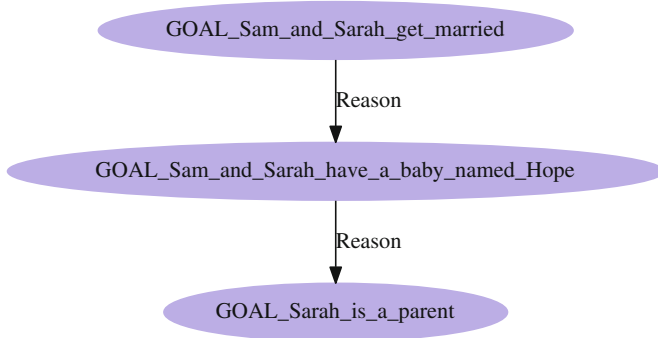 GOAL_Sam_and_Sarah_get_married
Reason
GOAL_Sam_and_Sarah_have_a_baby_named_Hope
Reason
GOAL_Sarah_is_a_parent